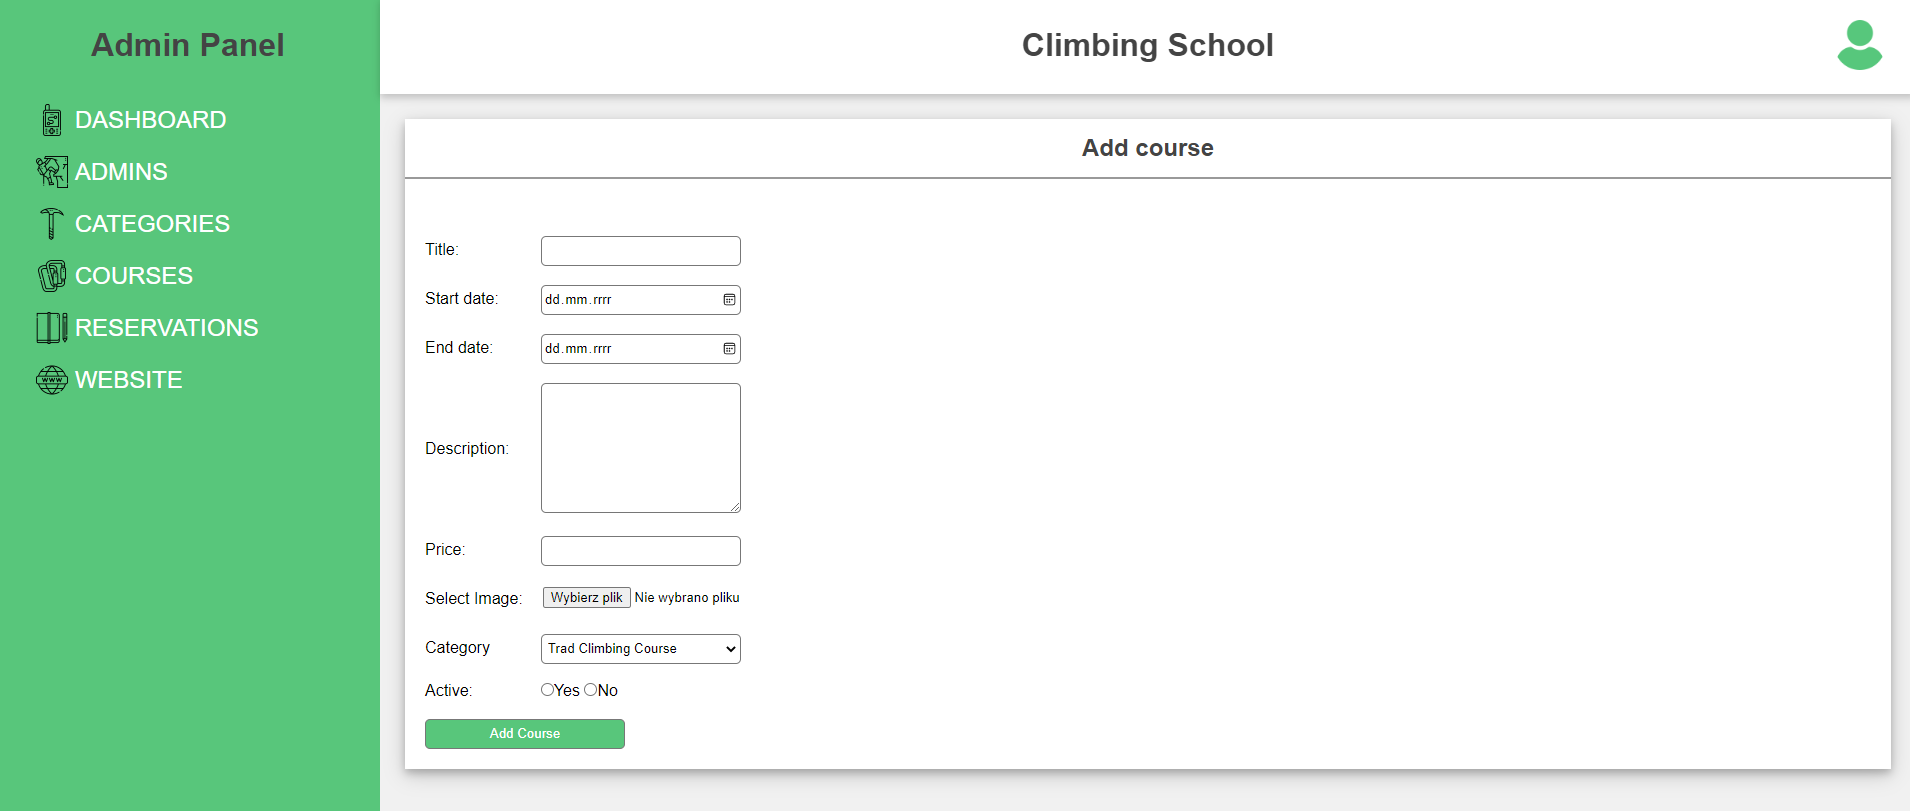 Admin Panel
Climbing School
DASHBOARD
ADMINS
CATEGORIES
COURSES
RESERVATIONS
WWW
WEBSITE
Add course
Title:
Start date:
dd.mm.rrrr
End date:
dd.mm.rrrr
Description:
Price:
Select Image:
Wybierz plik Nie wybrano pliku
Category
Trad Climbing Course
Active:
Yes No
Add Course